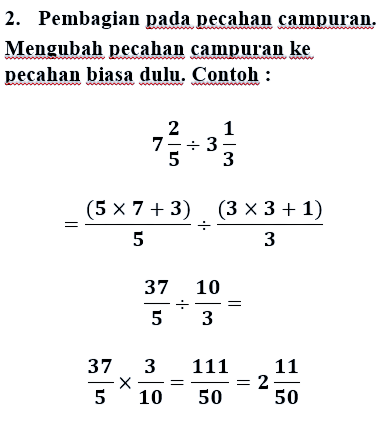 2. Pembagian pada pecahan campuran.
Mengubah pecahan campuran ke
pecahan biasa dulu. Contoh :
7 2/5 ÷ 3 1/3
= (5 × 7 + 3)/5 ÷ (3 × 3 + 1)/3
37/5 ÷ 10/3 =
37/5 × 3/10 = 111/50 = 2 11/50